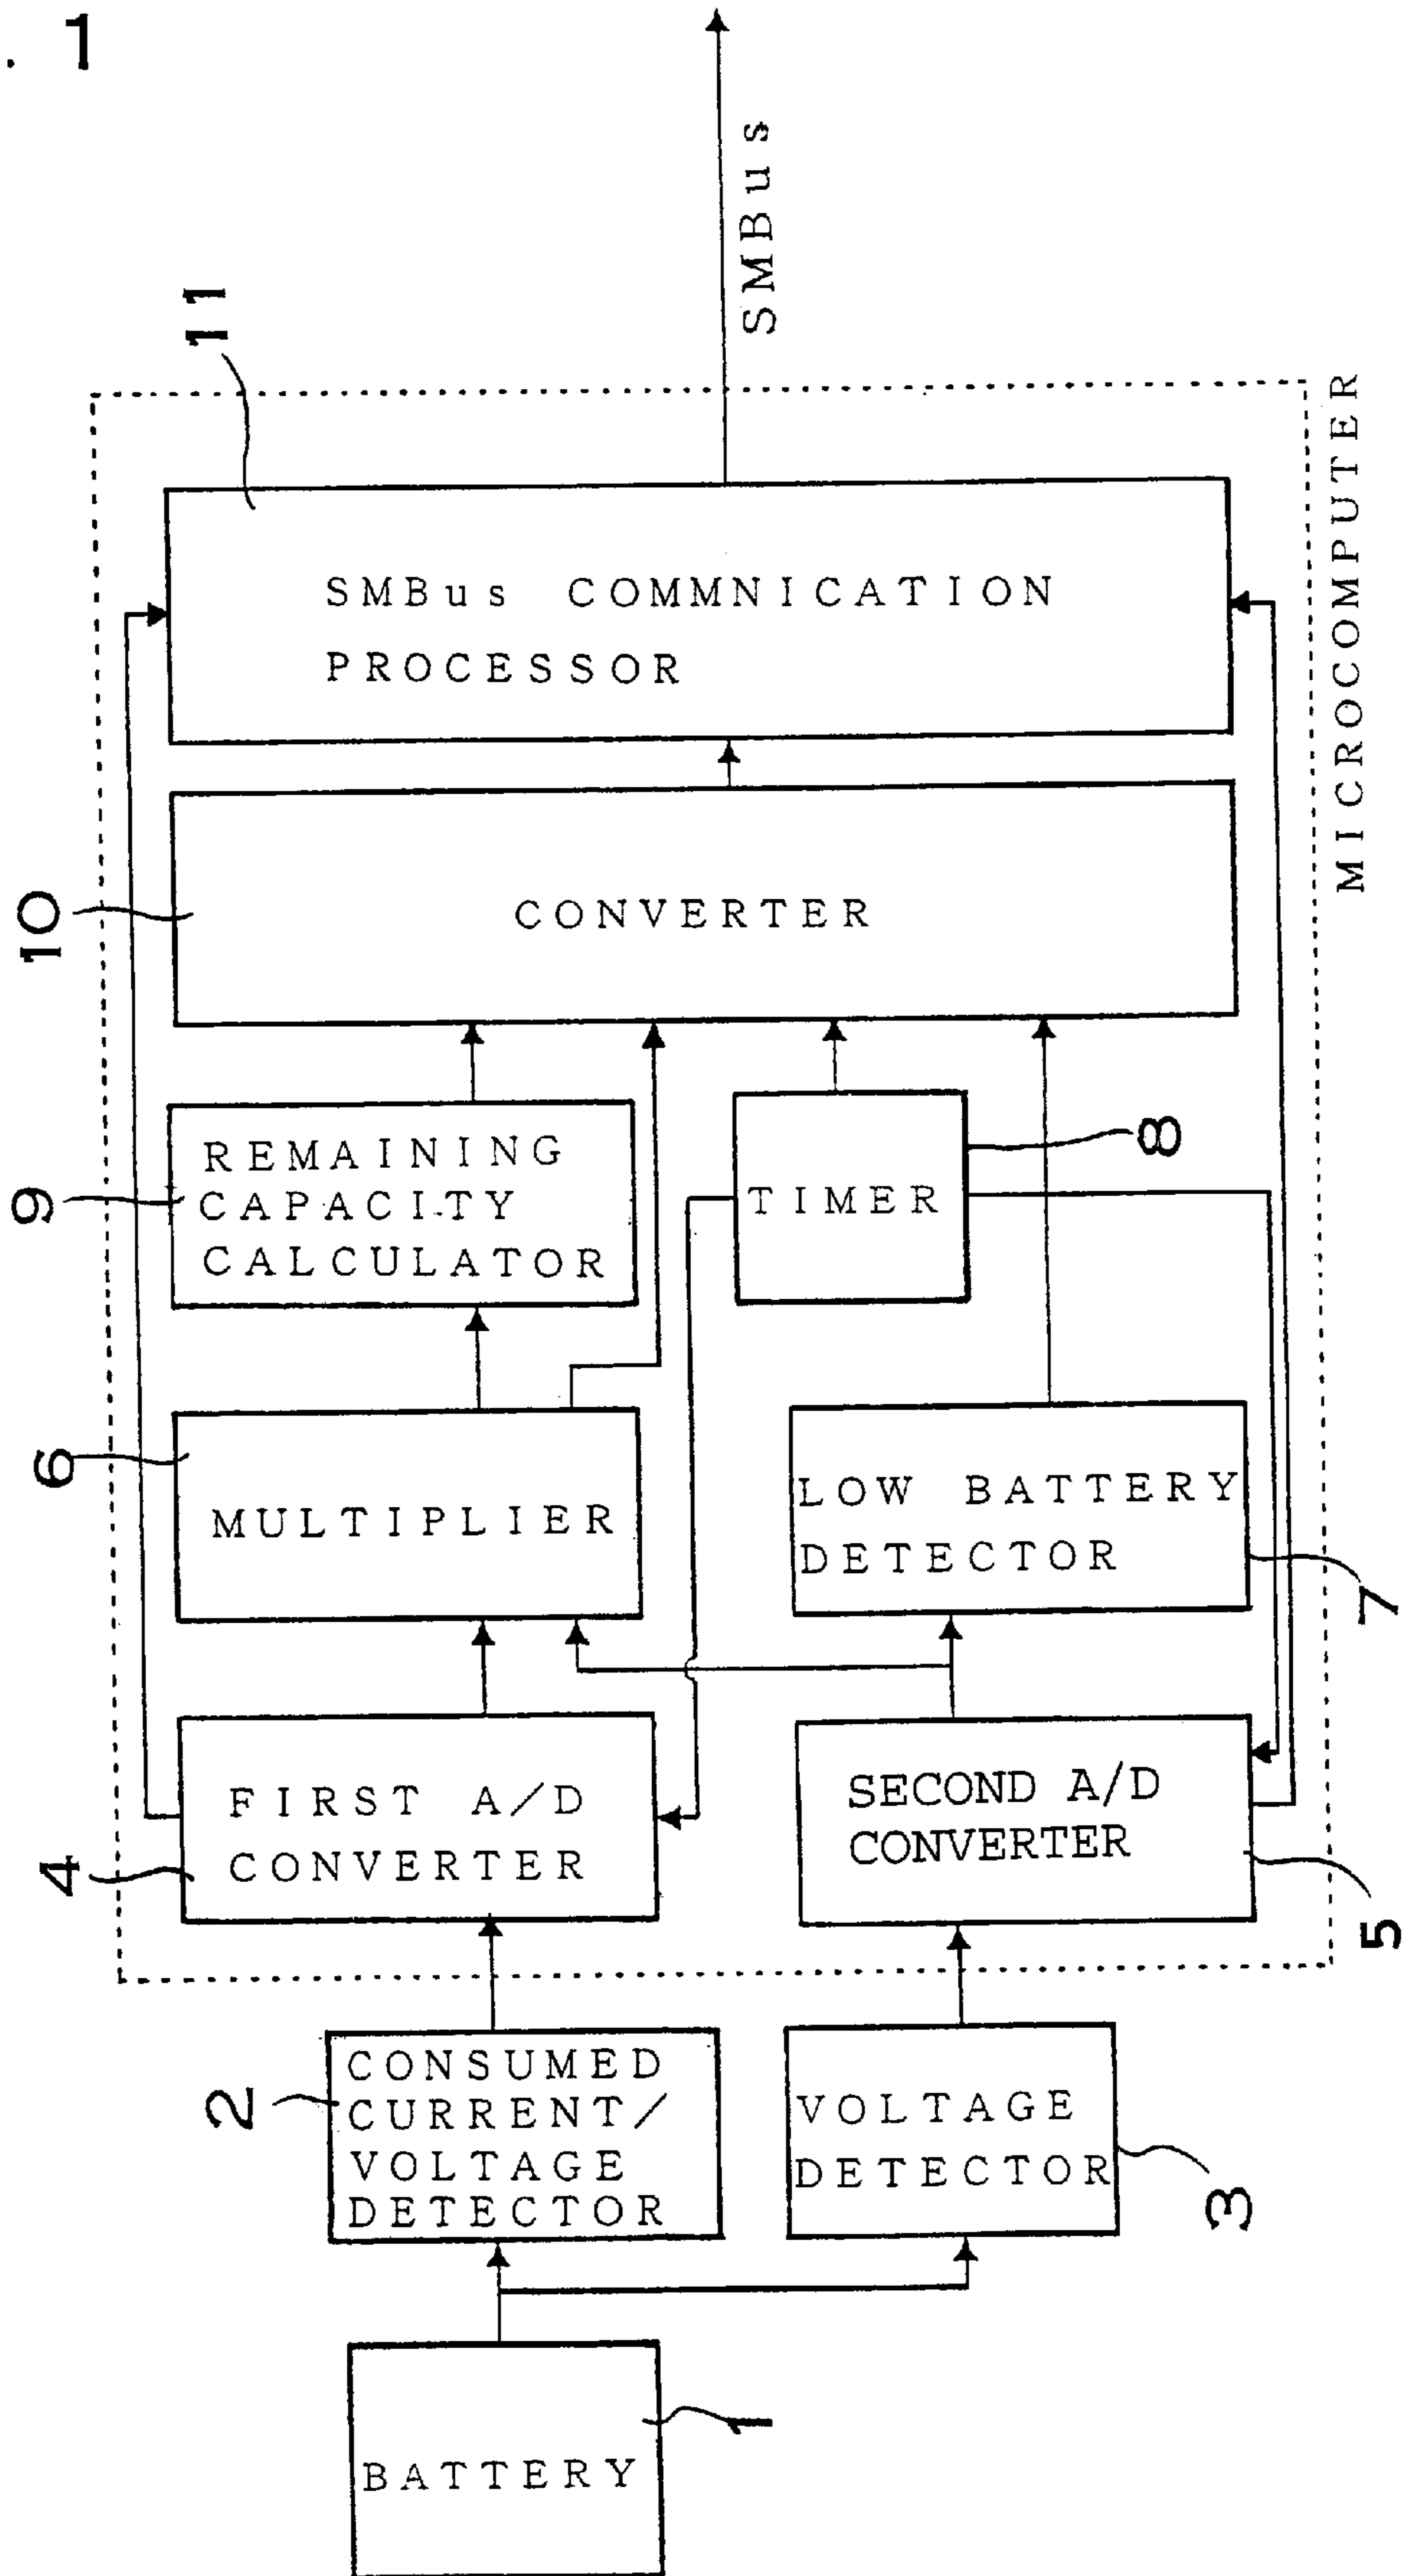 . 1
11
SMBus
SMBus COMMNICATION
PROCESSOR
10
CONVERTER
MICROCOMPUTER
9
REMAINING
CAPACITY
CALCULATOR
TIMER
8
6
MULTIPLIER
LOW BATTERY
DETECTOR
7
4
FIRST A/D
CONVERTER
SECOND A/D
CONVERTER
5
2
CONSUMED
CURRENT/
VOLTAGE
DETECTOR
VOLTAGE
DETECTOR
3
BATTERY
1